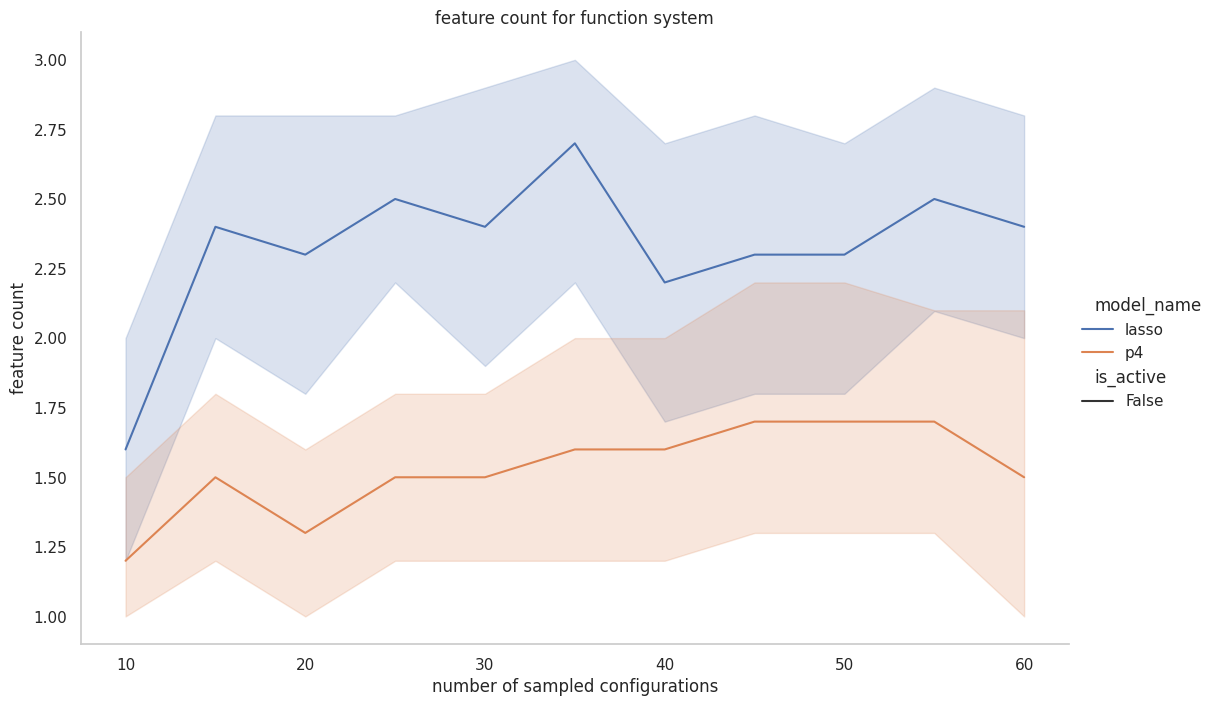 feature count for function system
3.00
2.75
2.50
2.25
2.00
1.75
1.50
1.25
1.00
feature count
10 20 30 40 50 60
number of sampled configurations
model_name
lasso
p4
is_active
False